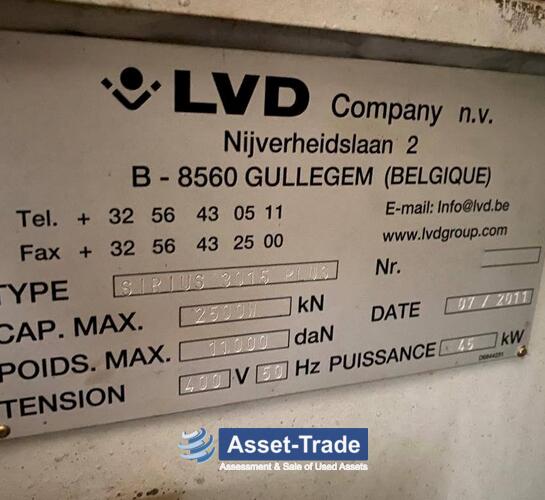 LVD Company n.v.
Nijverheidslaan 2
B - 8560 GULLEGEM (BELGIQUE)
Tel. + 32 56 43 05 11
E-mail: Info@lvd.be
Fax + 32 56 43 25 00
www.lvdgroup.com
TYPE SIRIUS 3015 PLUS
Nr.
CAP. MAX. 2500W kN
DATE 07/2011
POIDS. MAX. 11000 daN
TENSION 400 V 50 Hz PUISSANCE 45 kW
Asset-Trade
Assessment & Sale of Used Assets